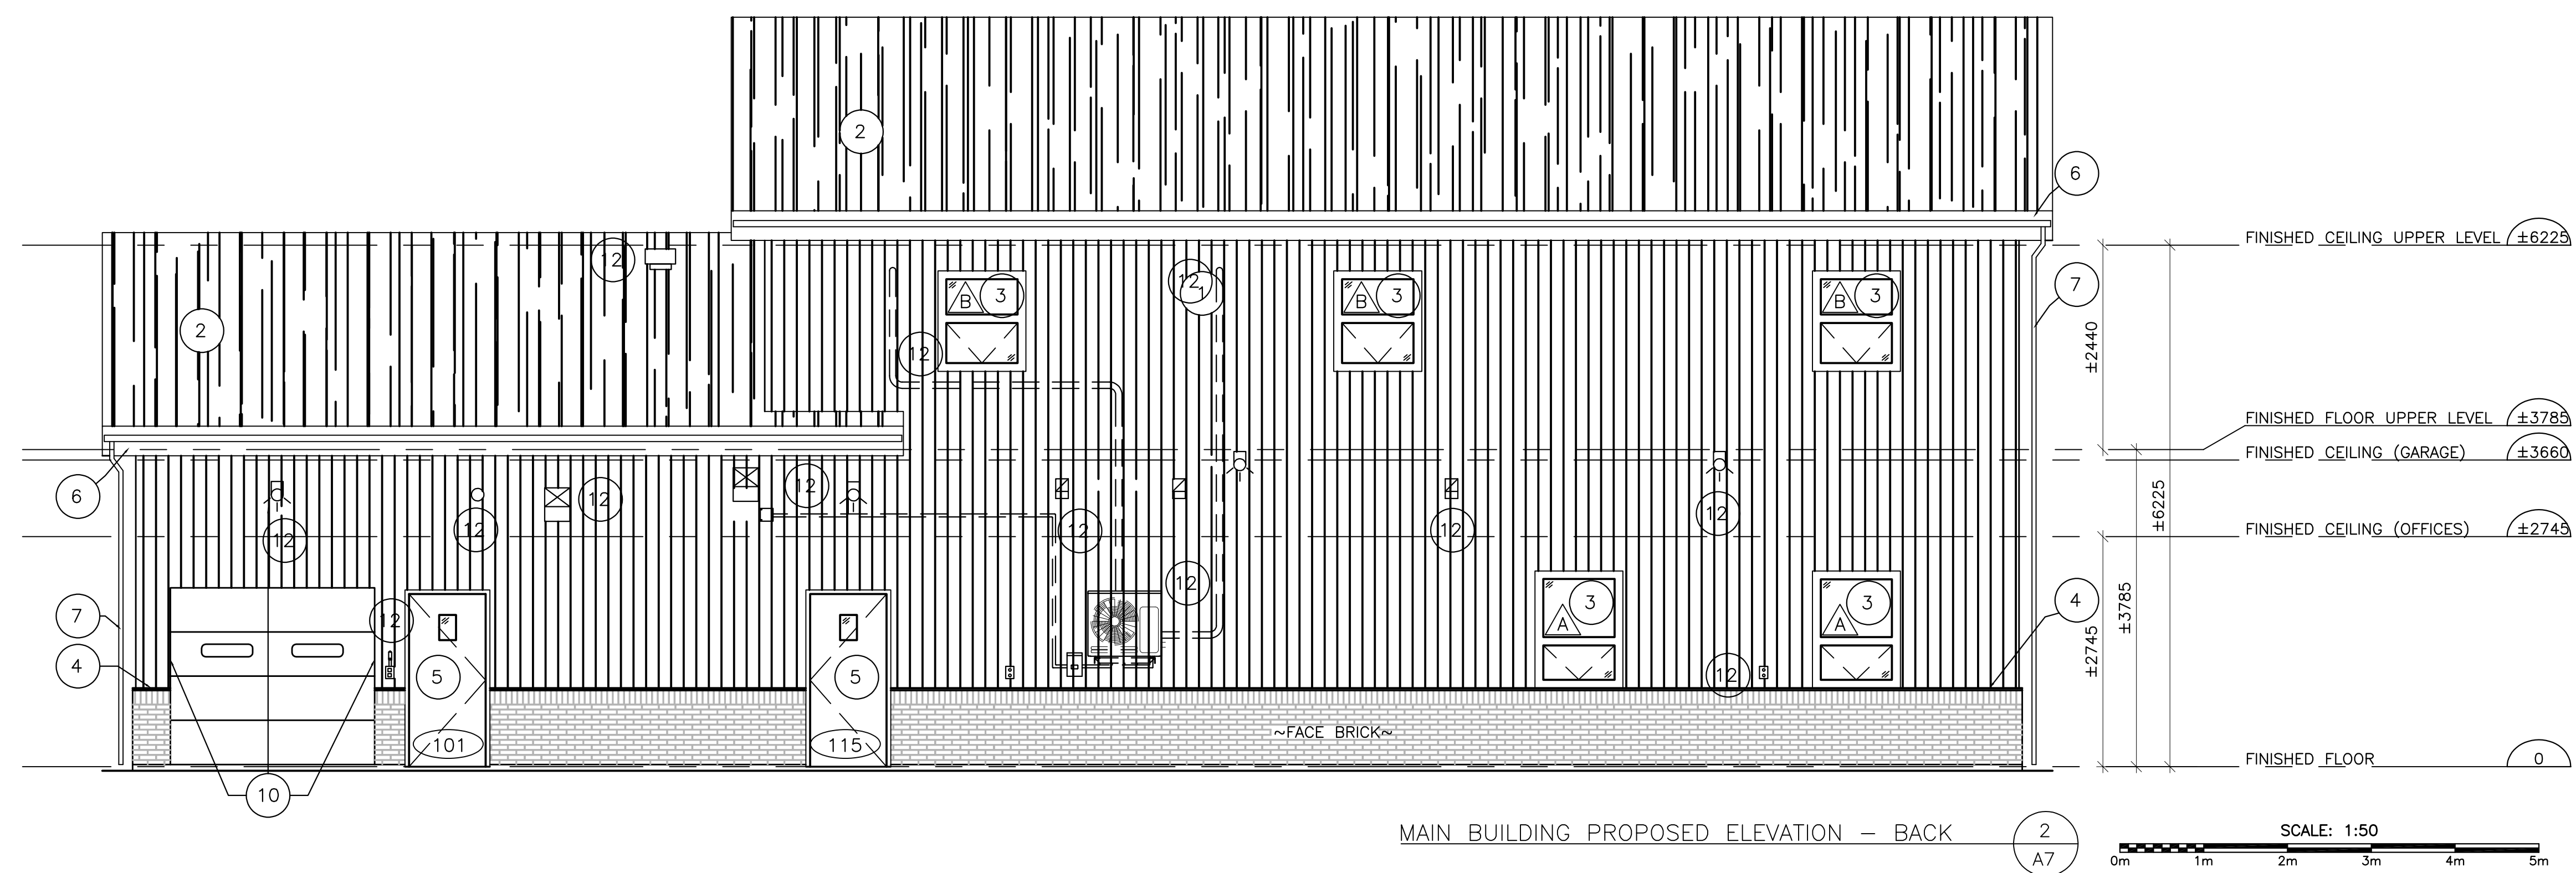 2
6
FINISHED CEILING UPPER LEVEL ±6225
12
12
1
7
B 3
B 3
B 3
2
12
±2440
FINISHED FLOOR UPPER LEVEL ±3785
FINISHED CEILING (GARAGE) ±3660
6
12
12
12
±6225
12
12
12
12
FINISHED CEILING (OFFICES) ±2745
12
3
3
4
7
12
A
A
±3785
±2745
4
5
5
12
101
115
~FACE BRICK~
FINISHED FLOOR 0
10
MAIN BUILDING PROPOSED ELEVATION – BACK
2
A7
SCALE: 1:50
0m 1m 2m 3m 4m 5m